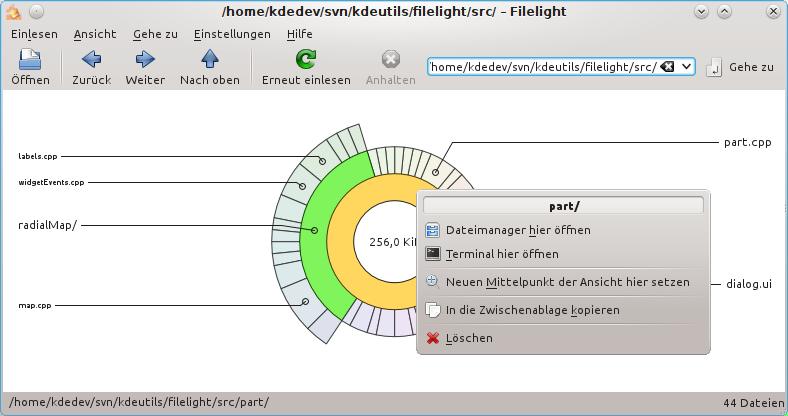 /home/kdedev/svn/kdeutils/filelight/src/ – Filelight
Einlesen Ansicht Gehe zu Einstellungen Hilfe
Öffnen Zurück Weiter Nach oben Erneut einlesen Anhalten /home/kdedev/svn/kdeutils/filelight/src/ Gehe zu
part.cpp
labels.cpp
widgetEvents.cpp
part/
radialMap/
Dateimanager hier öffnen
256,0
Terminal hier öffnen
Neuen Mittelpunkt der Ansicht hier setzen
dialog.ui
map.cpp
In die Zwischenablage kopieren
Löschen
/home/kdedev/svn/kdeutils/filelight/src/part/ 44 Dateien